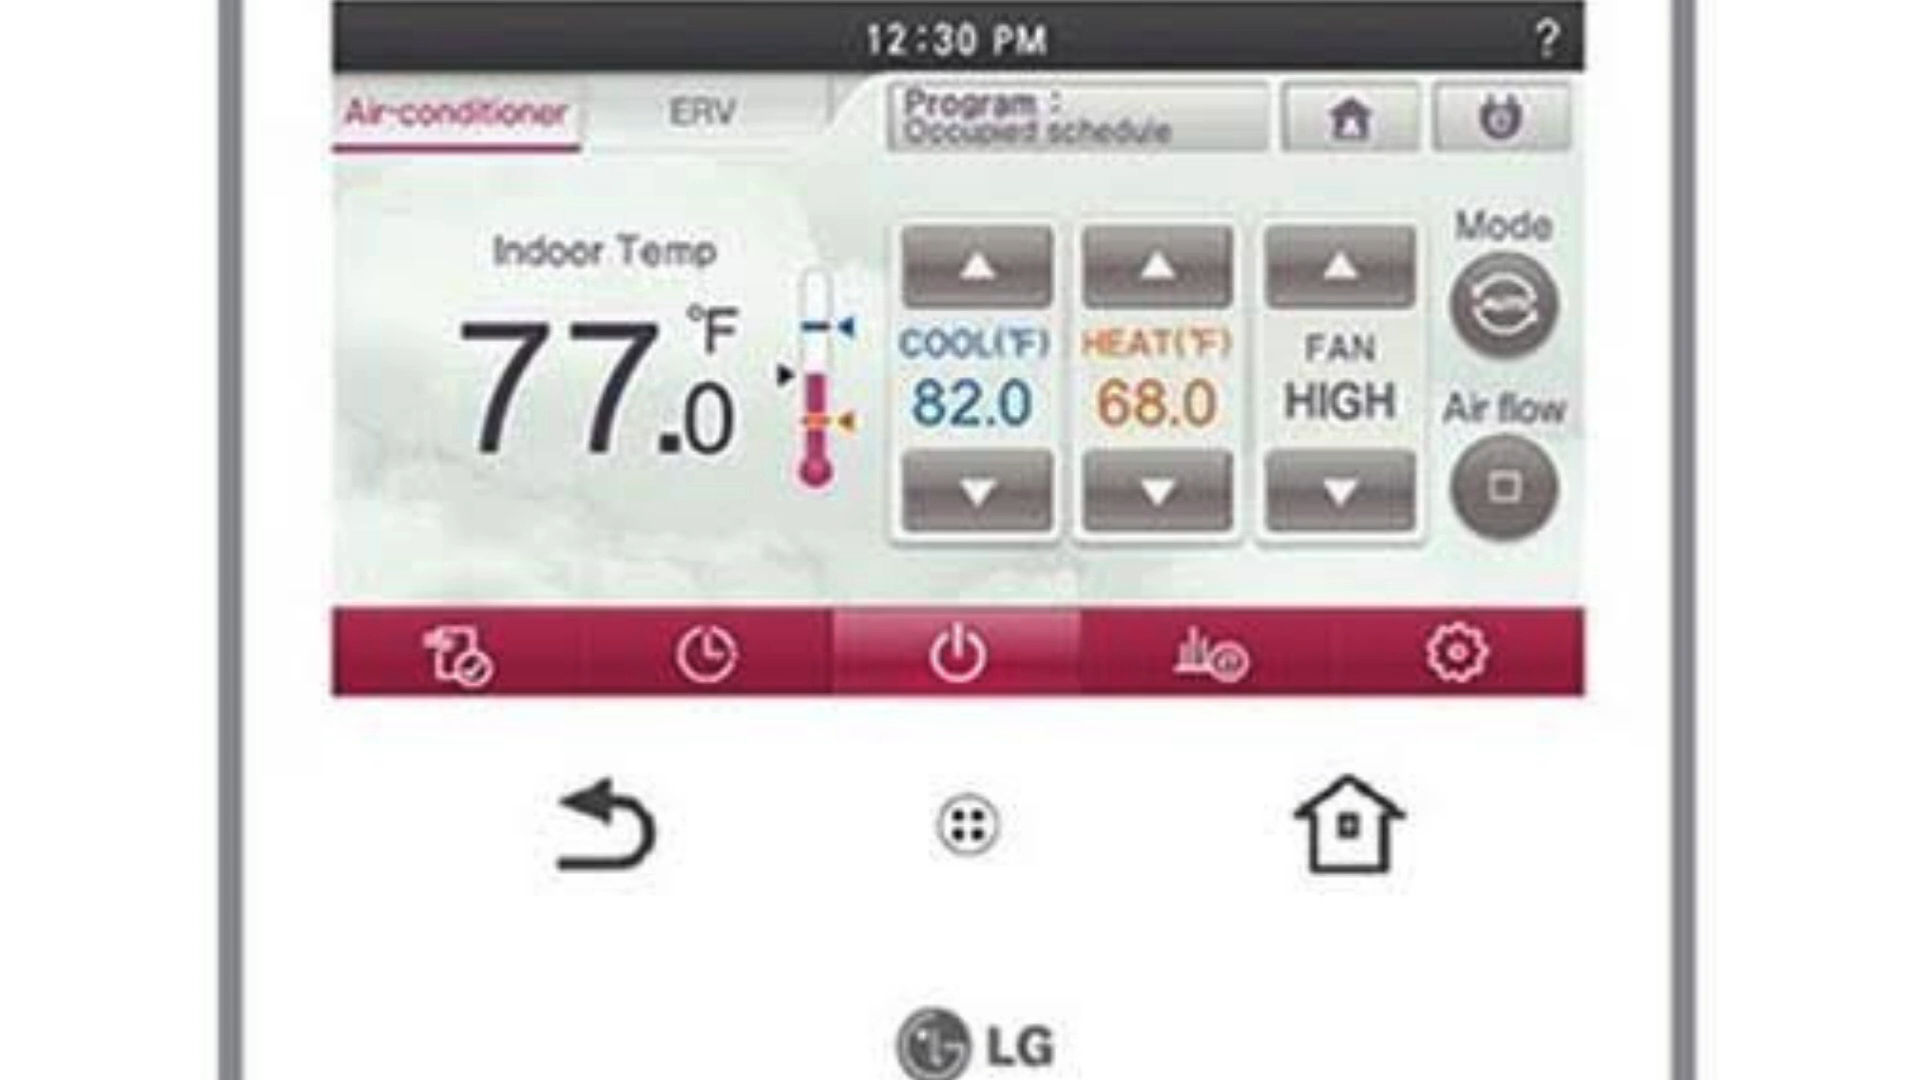 12:30 PM ?
Air-conditioner ERV
Program :
Occupied schedule
Mode
Indoor Temp
77.0 °F
COOL(°F)
82.0
HEAT(°F)
68.0
FAN
HIGH
Air flow
LG